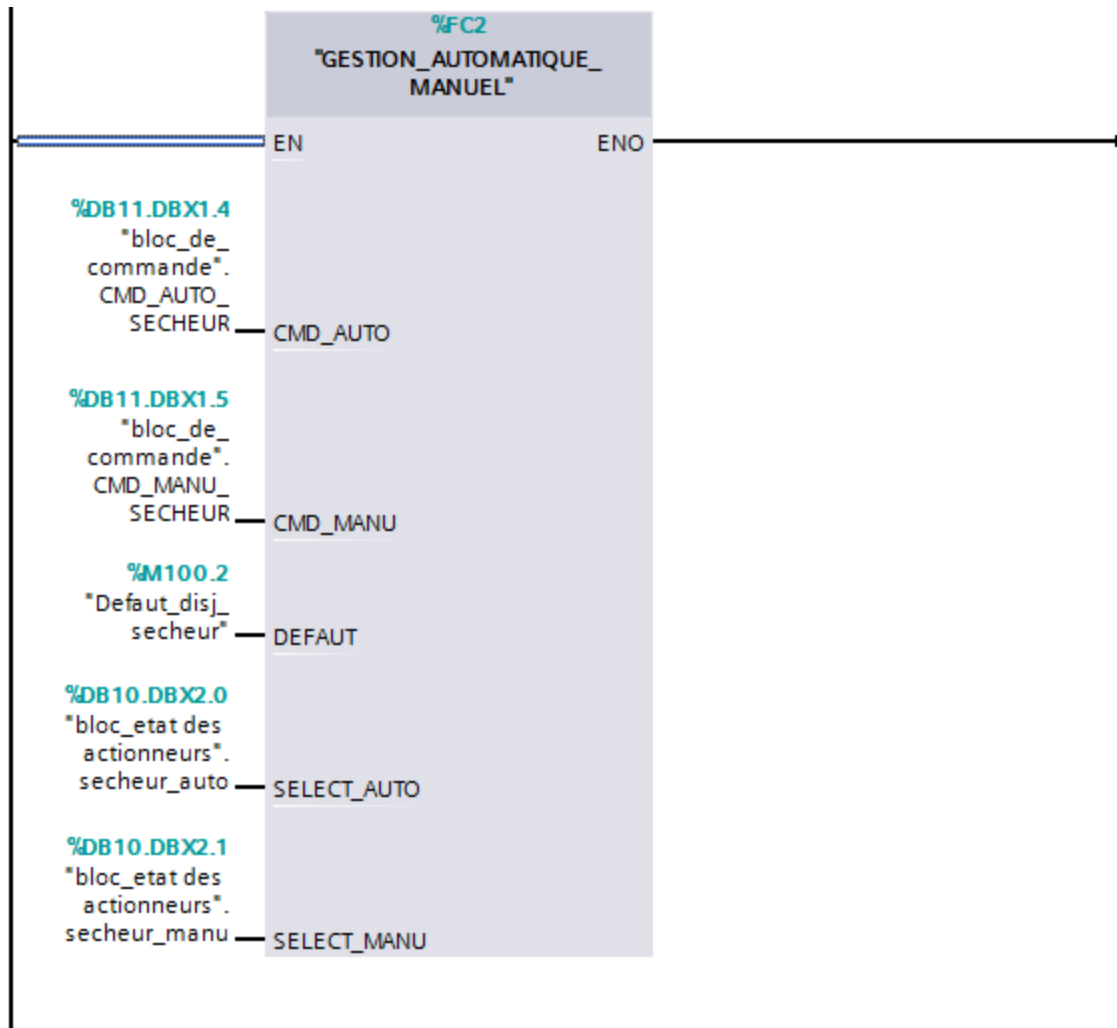 %FC2
"GESTION_AUTOMATIQUE_
MANUEL"
EN
ENO
%DB11.DBX1.4
"bloc_de_
commande".
CMD_AUTO_
SECHEUR
CMD_AUTO
%DB11.DBX1.5
"bloc_de_
commande".
CMD_MANU_
SECHEUR
CMD_MANU
%M100.2
"Defaut_disj_
secheur"
DEFAUT
%DB10.DBX2.0
"bloc_etat des
actionneurs".
secheur_auto
SELECT_AUTO
%DB10.DBX2.1
"bloc_etat des
actionneurs".
secheur_manu
SELECT_MANU